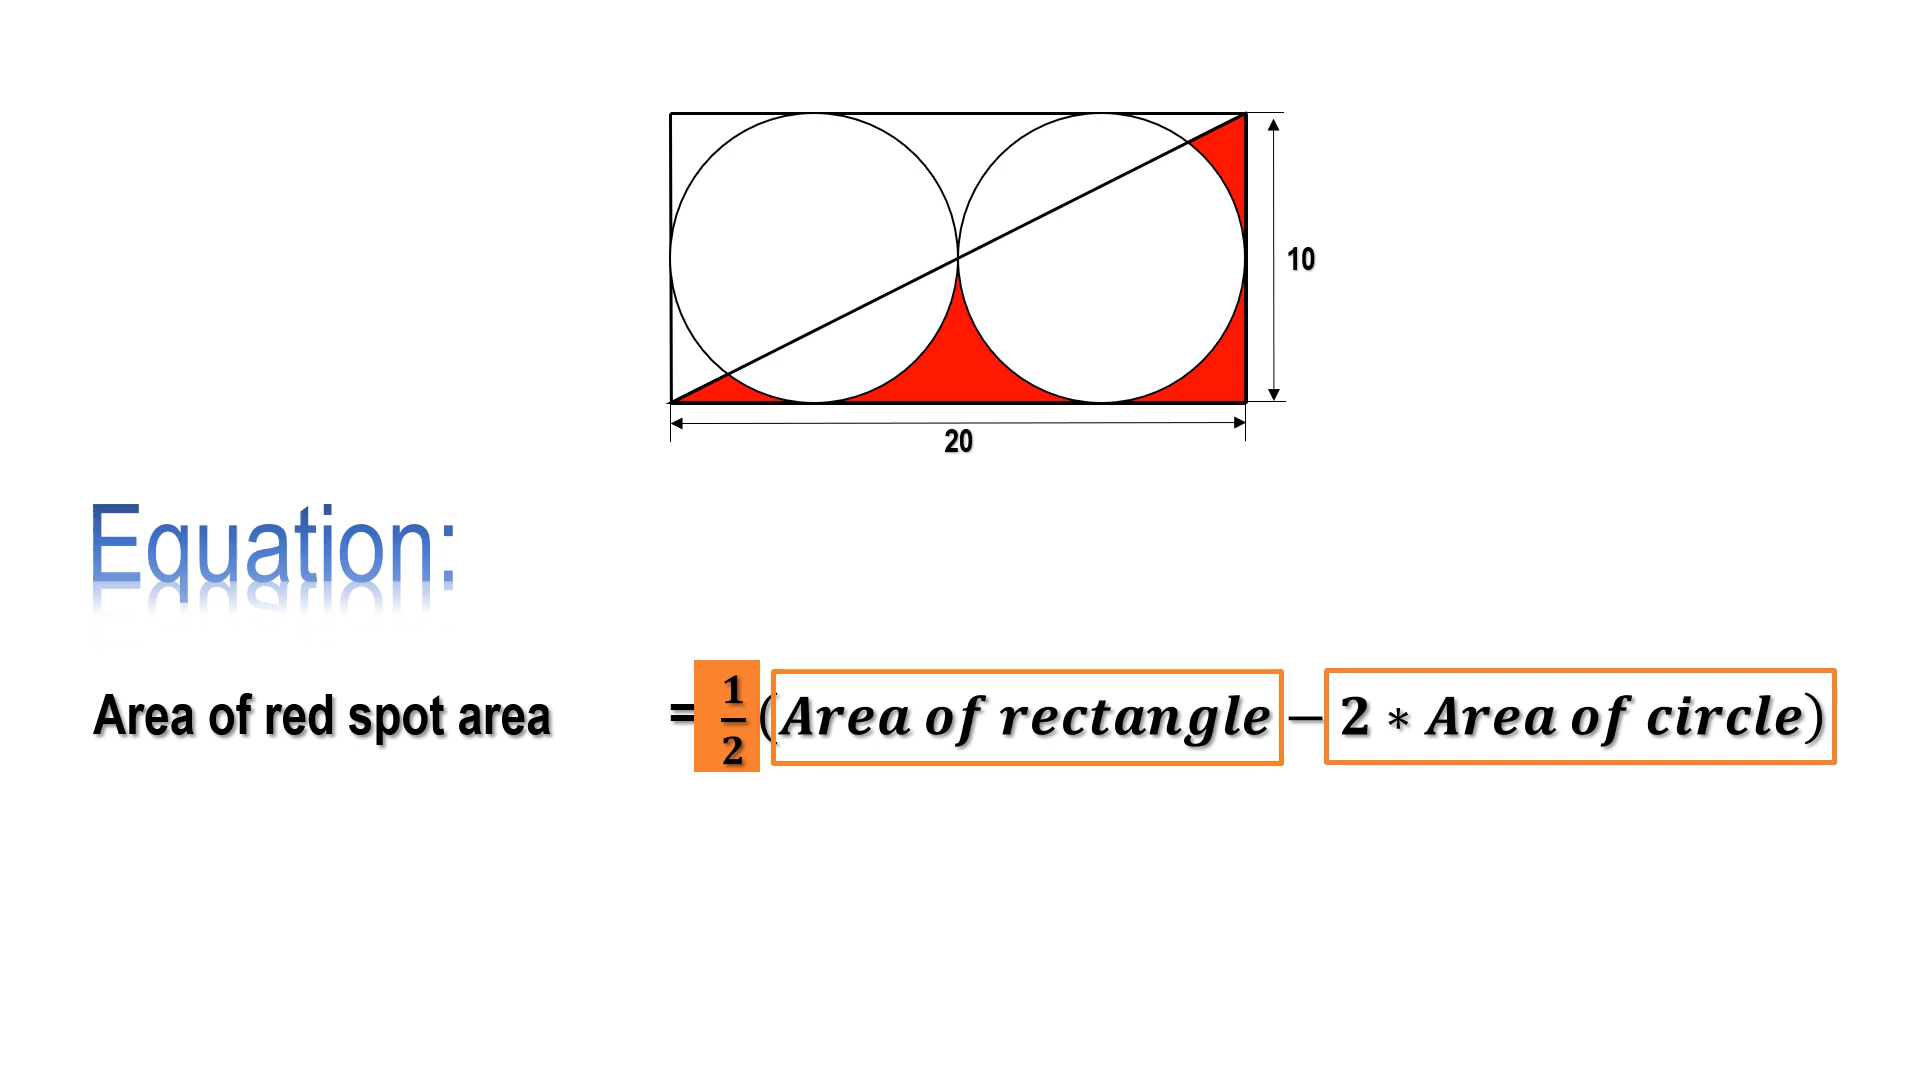 10
20
Equation:
Area of red spot area = 1/2 (Area of rectangle − 2 ∗ Area of circle)